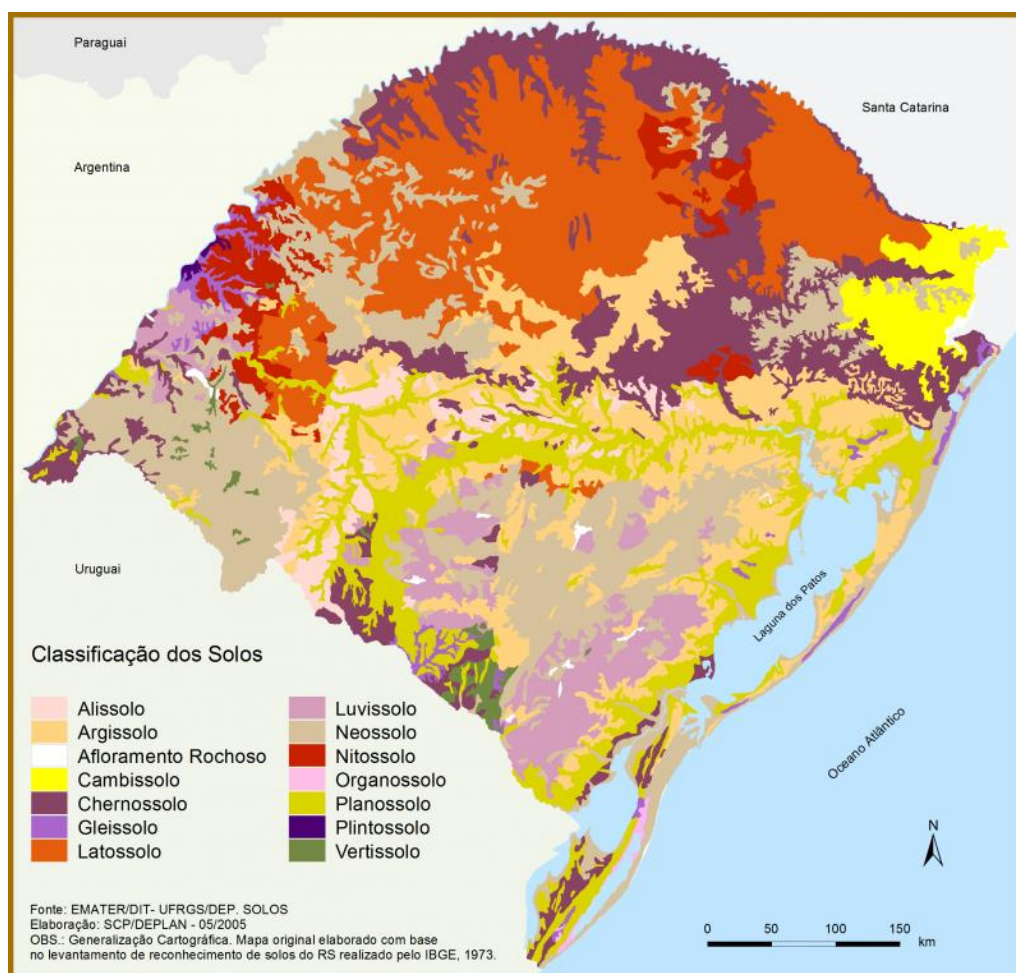 Paraguai
Santa Catarina
Argentina
Uruguai
Laguna dos Patos
Oceano Atlântico
Classificação dos Solos
Alissolo
Argissolo
Afloramento Rochoso
Cambissolo
Chernossolo
Gleissolo
Latossolo
Luvissolo
Neossolo
Nitossolo
Organossolo
Planossolo
Plintossolo
Vertissolo
N
Fonte: EMATER/DIT- UFRGS/DEP. SOLOS
Elaboração: SCP/DEPLAN - 05/2005
OBS.: Generalização Cartográfica. Mapa original elaborado com base
no levantamento de reconhecimento de solos do RS realizado pelo IBGE, 1973.
0 50 100 150
km